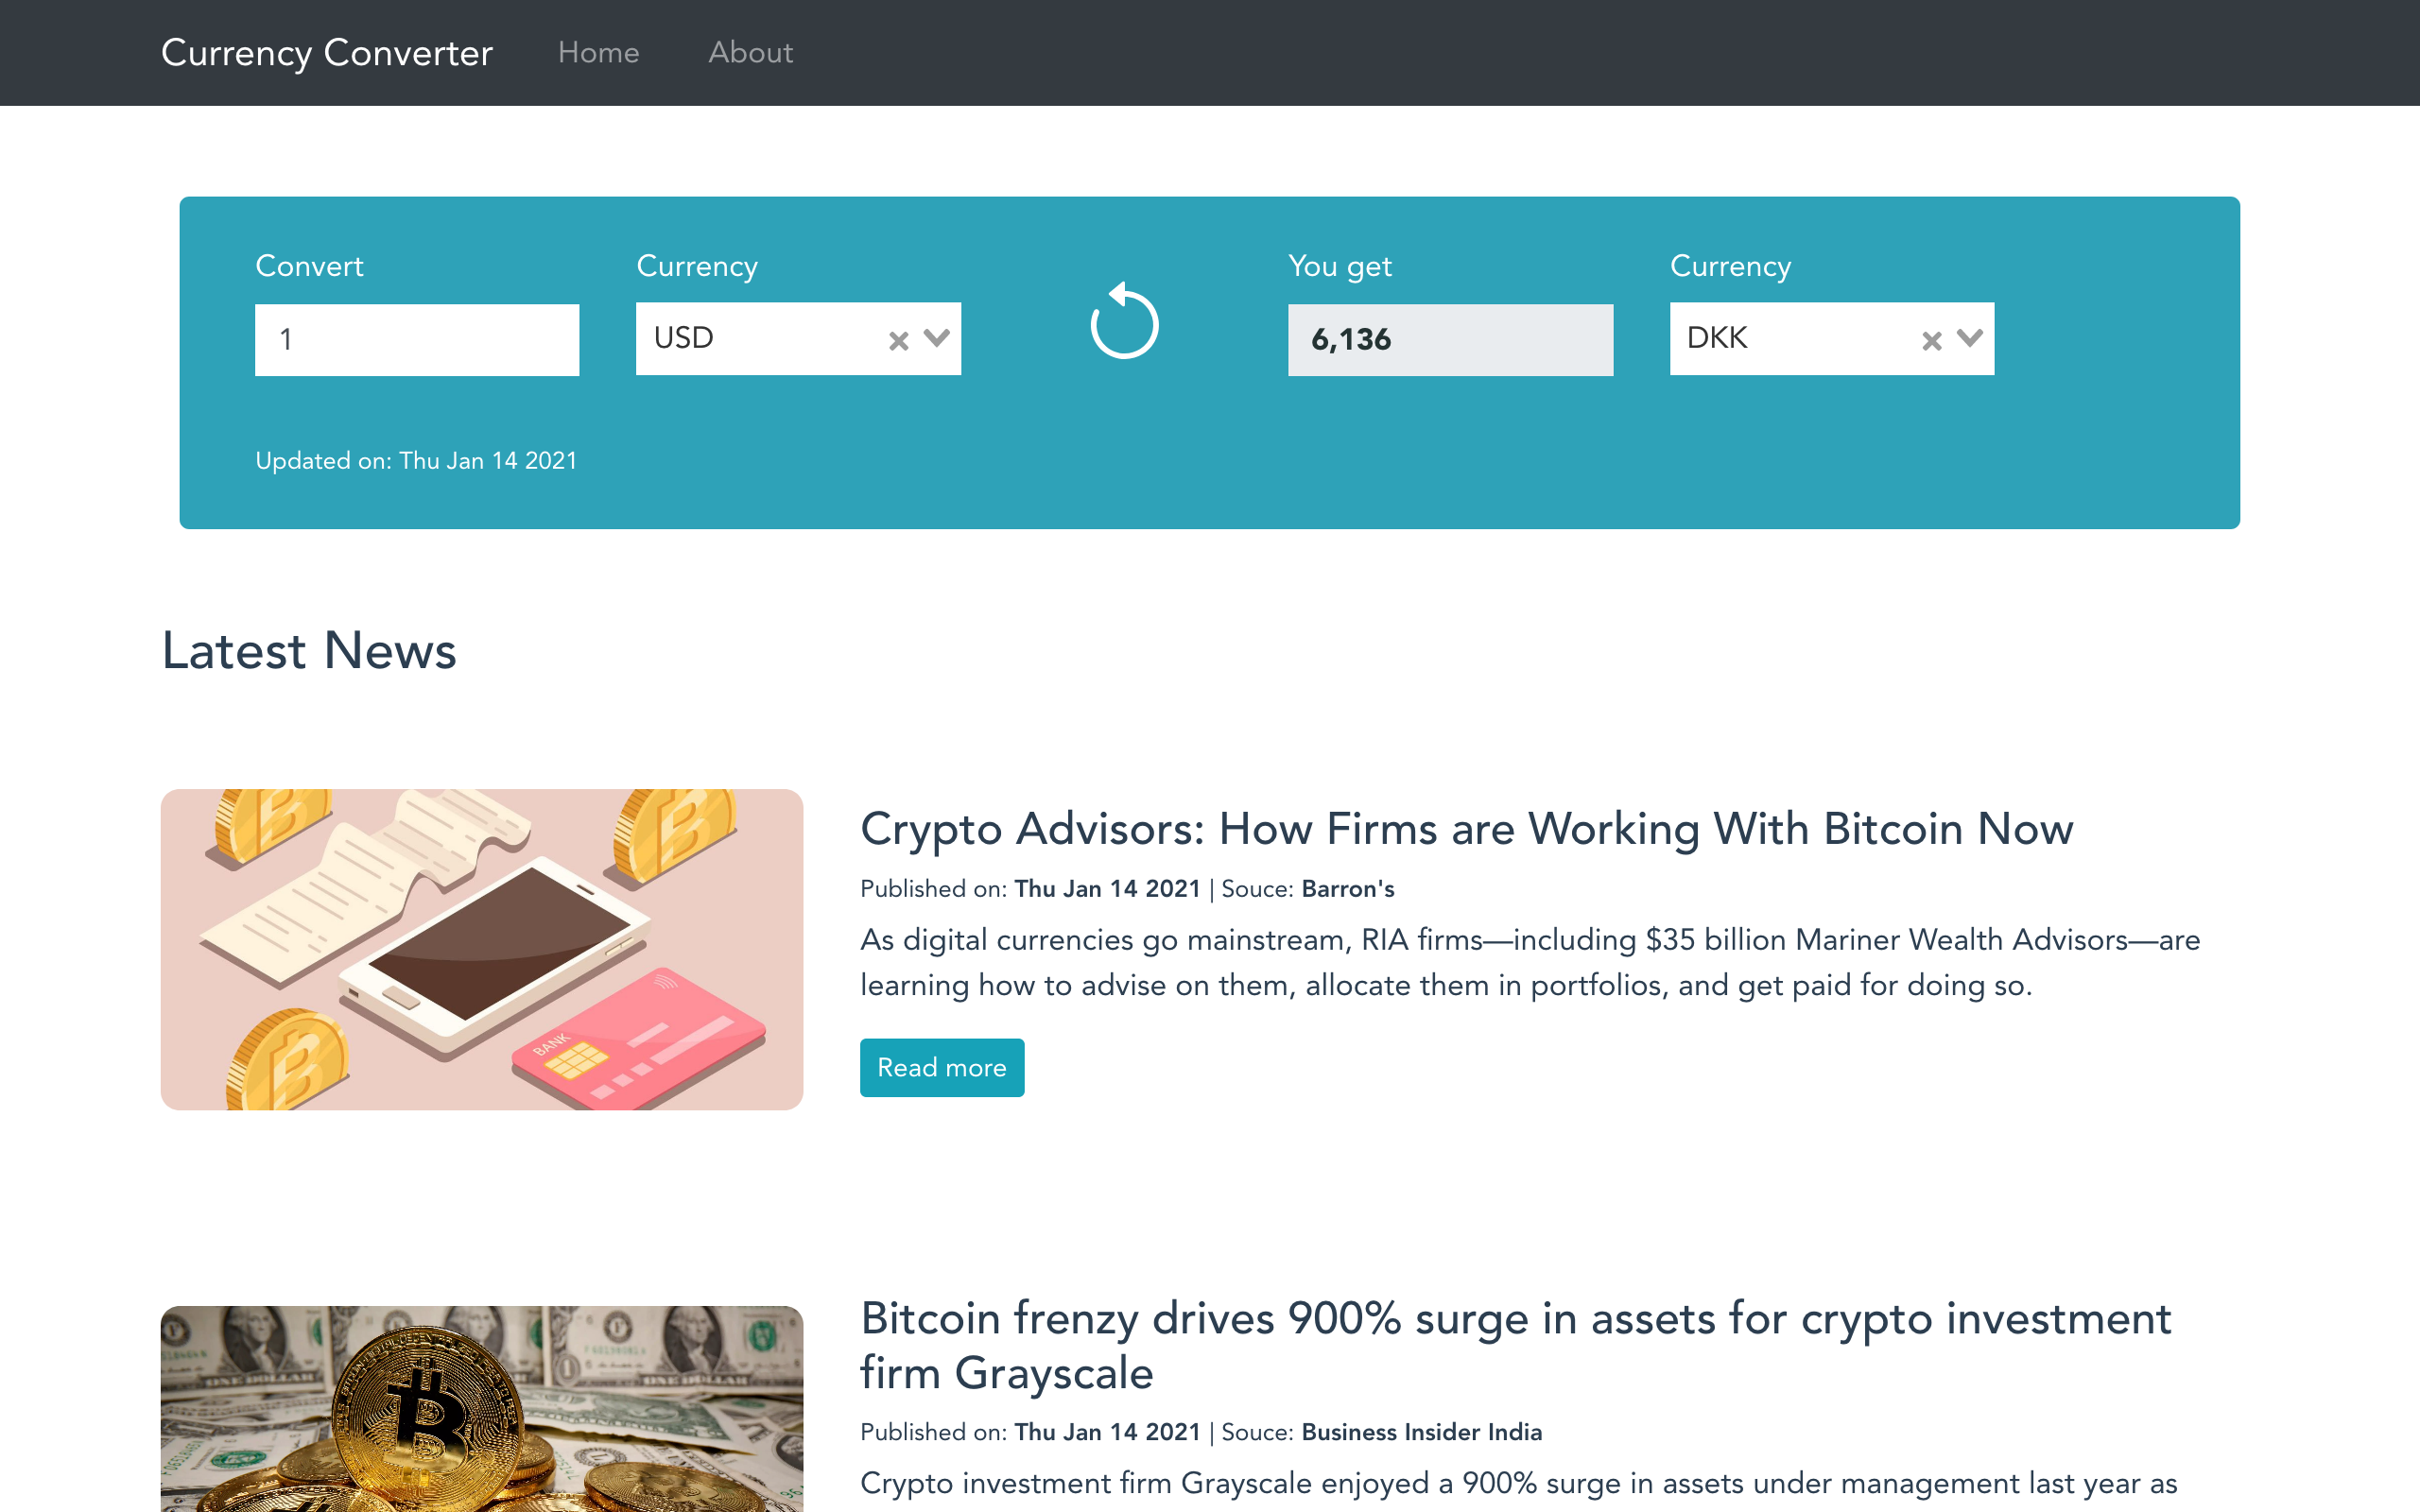 Currency Converter Home About
Convert Currency You get Currency
1 USD 6,136 DKK
Updated on: Thu Jan 14 2021
Latest News
BANK
Crypto Advisors: How Firms are Working With Bitcoin Now
Published on: Thu Jan 14 2021 | Souce: Barron's
As digital currencies go mainstream, RIA firms—including $35 billion Mariner Wealth Advisors—are
learning how to advise on them, allocate them in portfolios, and get paid for doing so.
Read more
Bitcoin frenzy drives 900% surge in assets for crypto investment
firm Grayscale
Published on: Thu Jan 14 2021 | Souce: Business Insider India
Crypto investment firm Grayscale enjoyed a 900% surge in assets under management last year as